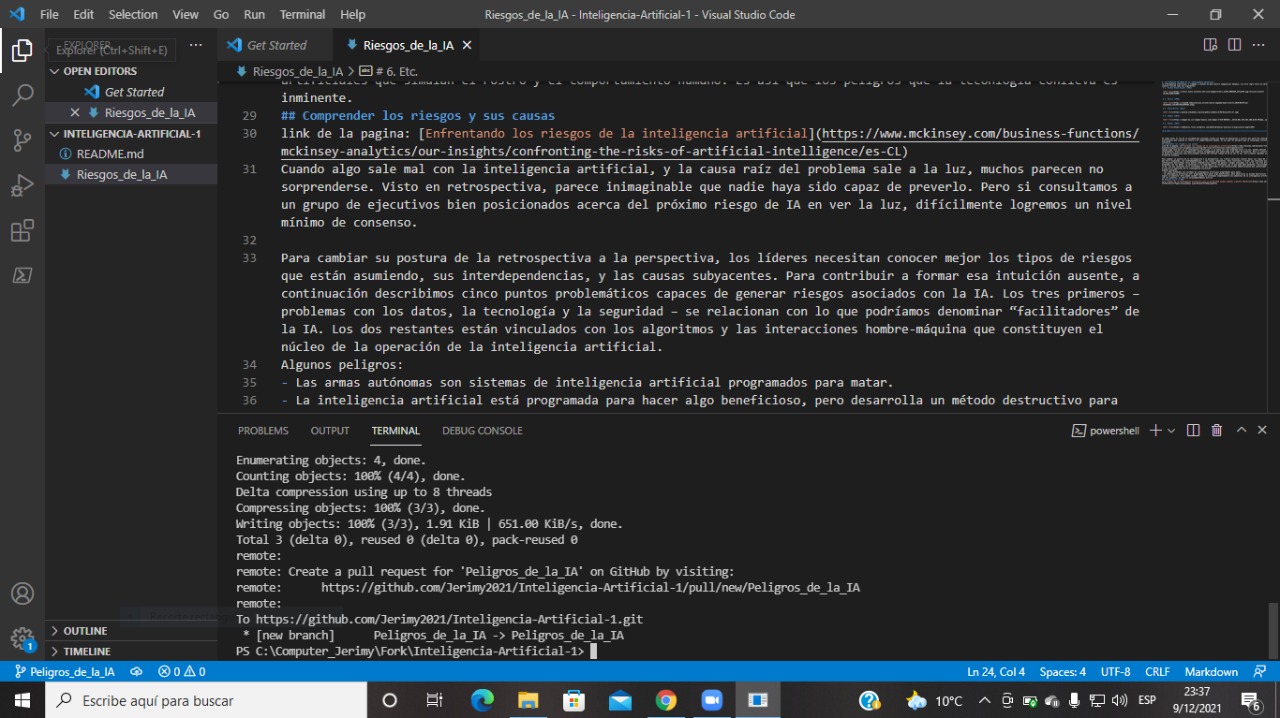 File Edit Selection View Go Run Terminal Help Riesgos_de_la_IA - Inteligencia-Artificial-1 - Visual Studio Code
EXPLORER
Explorer (Ctrl+Shift+E)
OPEN EDITORS
Get Started
Riesgos_de_la_IA
INTELIGENCIA-ARTIFICIAL-1
README.md
Riesgos_de_la_IA
OUTLINE
TIMELINE
Get Started Riesgos_de_la_IA
Riesgos_de_la_IA > # 6. Etc.
artificiales que simulan el rostro y el comportamiento humano. Es así que los peligros que la
inminente.
29 ## Comprender los riesgos y sus causas
30 link de la pagina: [Enfrentar los riesgos de la inteligencia artificial](https://www.mckinsey.com/business-functions/
mckinsey-analytics/our-insights/confronting-the-risks-of-artificial-intelligence/es-CL)
31 Cuando algo sale mal con la inteligencia artificial, y la causa raíz del problema sale a la luz, muchos parecen no
sorprenderse. Visto en retrospectiva, parece inimaginable que nadie haya sido capaz de preverlo. Pero si consultamos a
un grupo de ejecutivos bien posicionados acerca del próximo riesgo de IA en ver la luz, difícilmente logremos un nivel
mínimo de consenso.
32
33 Para cambiar su postura de la retrospectiva a la perspectiva, los líderes necesitan conocer mejor los tipos de riesgos
que están asumiendo, sus interdependencias, y las causas subyacentes. Para contribuir a formar esa intuición ausente, a
continuación describimos cinco puntos problemáticos capaces de generar riesgos asociados con la IA. Los tres primeros –
problemas con los datos, la tecnología y la seguridad – se relacionan con lo que podríamos denominar “facilitadores” de
la IA. Los dos restantes están vinculados con los algoritmos y las interacciones hombre-máquina que constituyen el
núcleo de la operación de la inteligencia artificial.
34 Algunos peligros:
35 - Las armas autónomas son sistemas de inteligencia artificial programados para matar.
36 - La inteligencia artificial está programada para hacer algo beneficioso, pero desarrolla un método destructivo para
PROBLEMS OUTPUT TERMINAL DEBUG CONSOLE powershell
Enumerating objects: 4, done.
Counting objects: 100% (4/4), done.
Delta compression using up to 8 threads
Compressing objects: 100% (3/3), done.
Writing objects: 100% (3/3), 1.91 KiB | 651.00 KiB/s, done.
Total 3 (delta 0), reused 0 (delta 0), pack-reused 0
remote:
remote: Create a pull request for 'Peligros_de_la_IA' on GitHub by visiting:
remote: https://github.com/Jerimy2021/Inteligencia-Artificial-1/pull/new/Peligros_de_la_IA
remote:
To https://github.com/Jerimy2021/Inteligencia-Artificial-1.git
* [new branch] Peligros_de_la_IA -> Peligros_de_la_IA
PS C:\Computer_Jerimy\Fork\Inteligencia-Artificial-1>
1
Peligros_de_la_IA 0 0 Ln 24, Col 4 Spaces: 4 UTF-8 CRLF Markdown
Escribe aquí para buscar 10°C ESP 23:37
9/12/2021 6